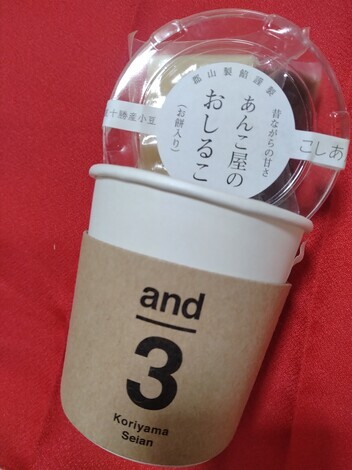 郡山製餡謹製
昔ながらの甘さ
あんこ屋の
おしるこ
(お餅入り)
十勝産小豆
こしあ
and
3
Koriyama
Seian